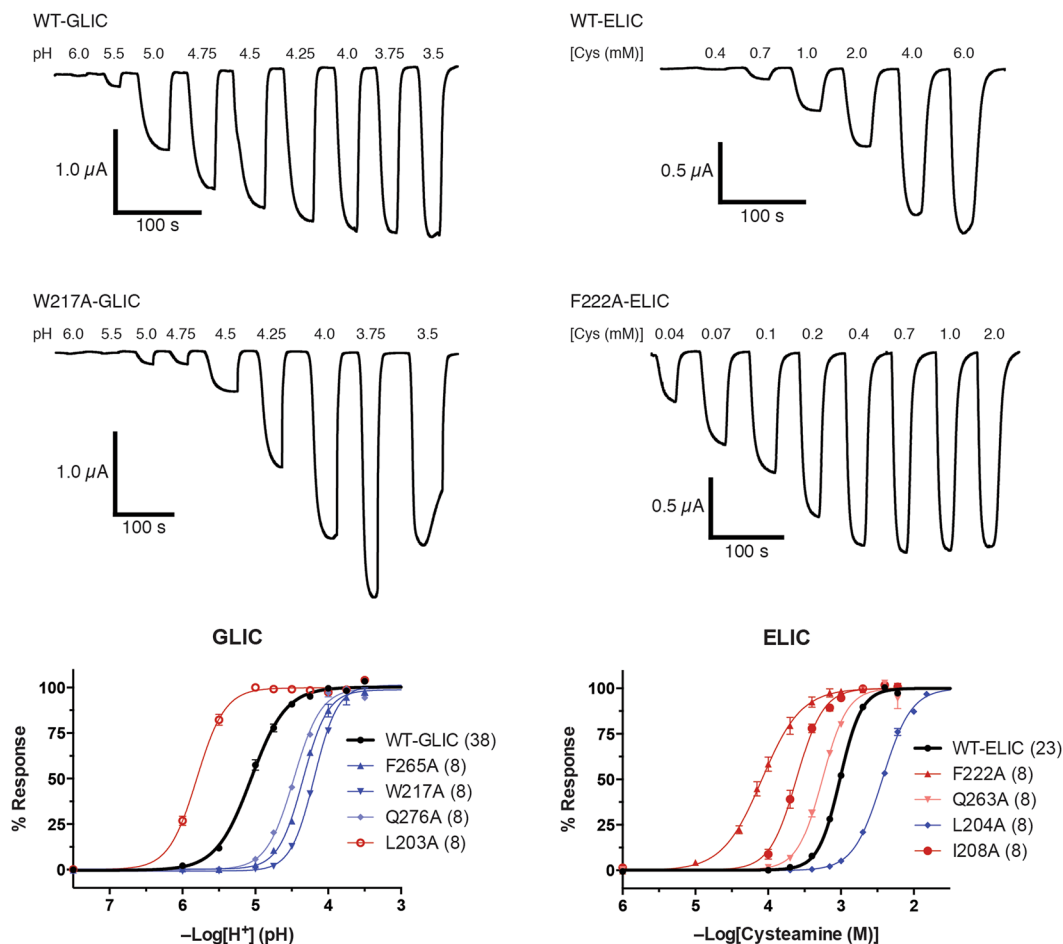 WT-GLIC
pH 6.0 5.5 5.0 4.75 4.5 4.25 4.0 3.75 3.5
1.0 µA
100 s
WT-ELIC
[Cys (mM)] 0.4 0.7 1.0 2.0 4.0 6.0
0.5 µA
100 s
W217A-GLIC
pH 6.0 5.5 5.0 4.75 4.5 4.25 4.0 3.75 3.5
1.0 µA
100 s
F222A-ELIC
[Cys (mM)] 0.04 0.07 0.1 0.2 0.4 0.7 1.0 2.0
0.5 µA
100 s
GLIC
% Response
100
75
50
25
0
7 6 5 4 3
–Log[H⁺] (pH)
WT-GLIC (38)
F265A (8)
W217A (8)
Q276A (8)
L203A (8)
ELIC
% Response
100
75
50
25
0
6 5 4 3 2
–Log[Cysteamine (M)]
WT-ELIC (23)
F222A (8)
Q263A (8)
L204A (8)
I208A (8)